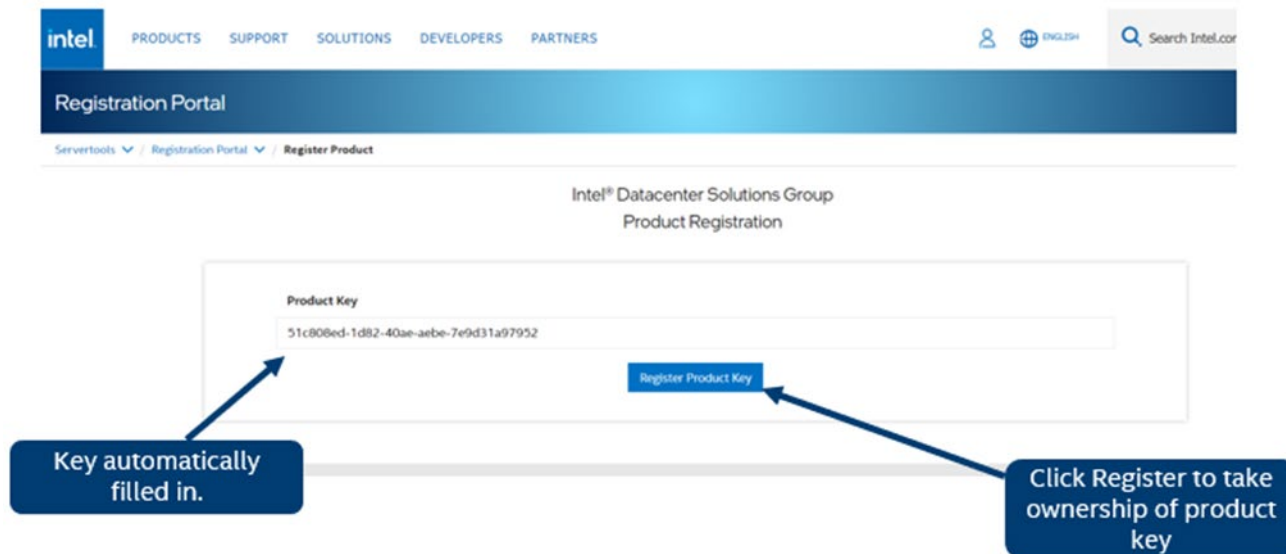 intel. PRODUCTS SUPPORT SOLUTIONS DEVELOPERS PARTNERS ENGLISH Search Intel.cor
Registration Portal
Servertools / Registration Portal / Register Product
Intel® Datacenter Solutions Group
Product Registration
Product Key
51c808ed-1d82-40ae-aebe-7e9d31a97952
Register Product Key
Key automatically
filled in.
Click Register to take
ownership of product
key